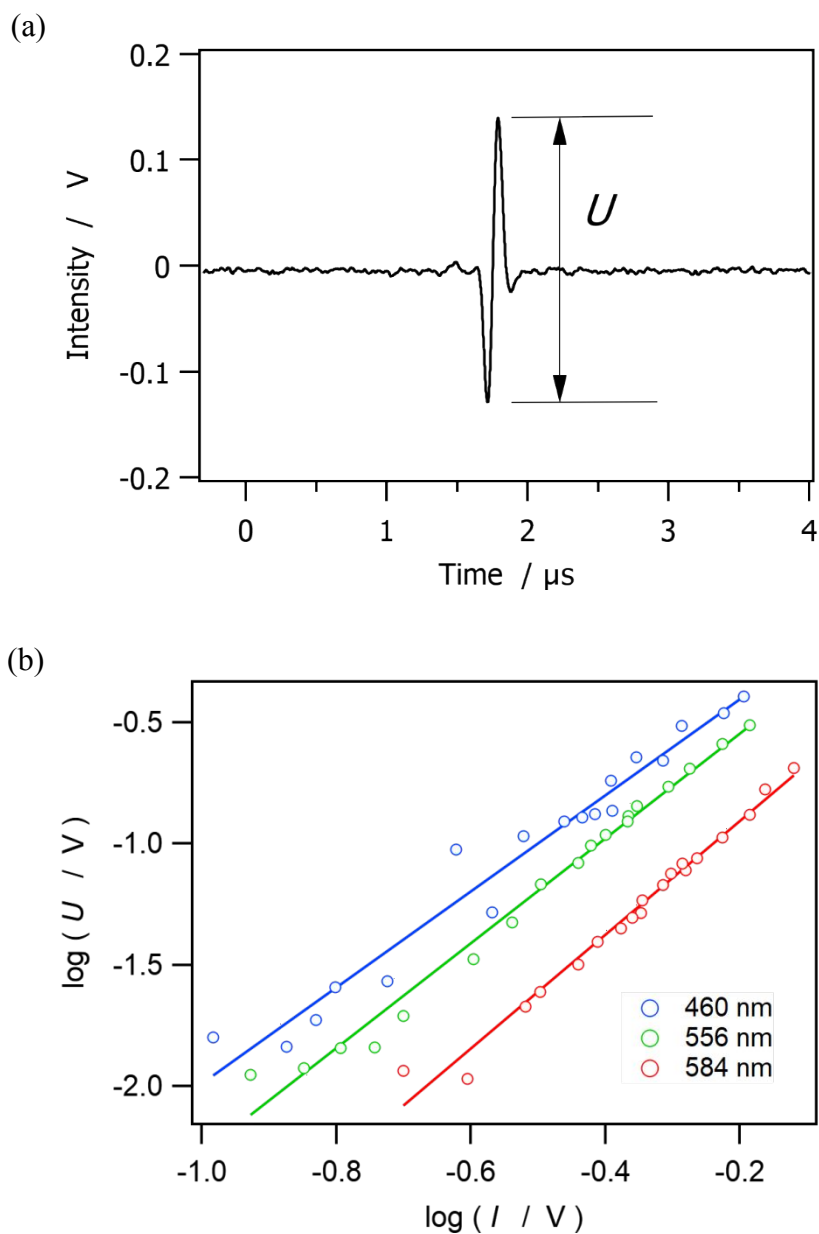 (a)
0.2
0.1
0
-0.1
-0.2
Intensity / V
U
0 1 2 3 4
Time / µs
(b)
-0.5
-1.0
-1.5
-2.0
log ( U / V )
460 nm
556 nm
584 nm
-1.0 -0.8 -0.6 -0.4 -0.2
log ( I / V )